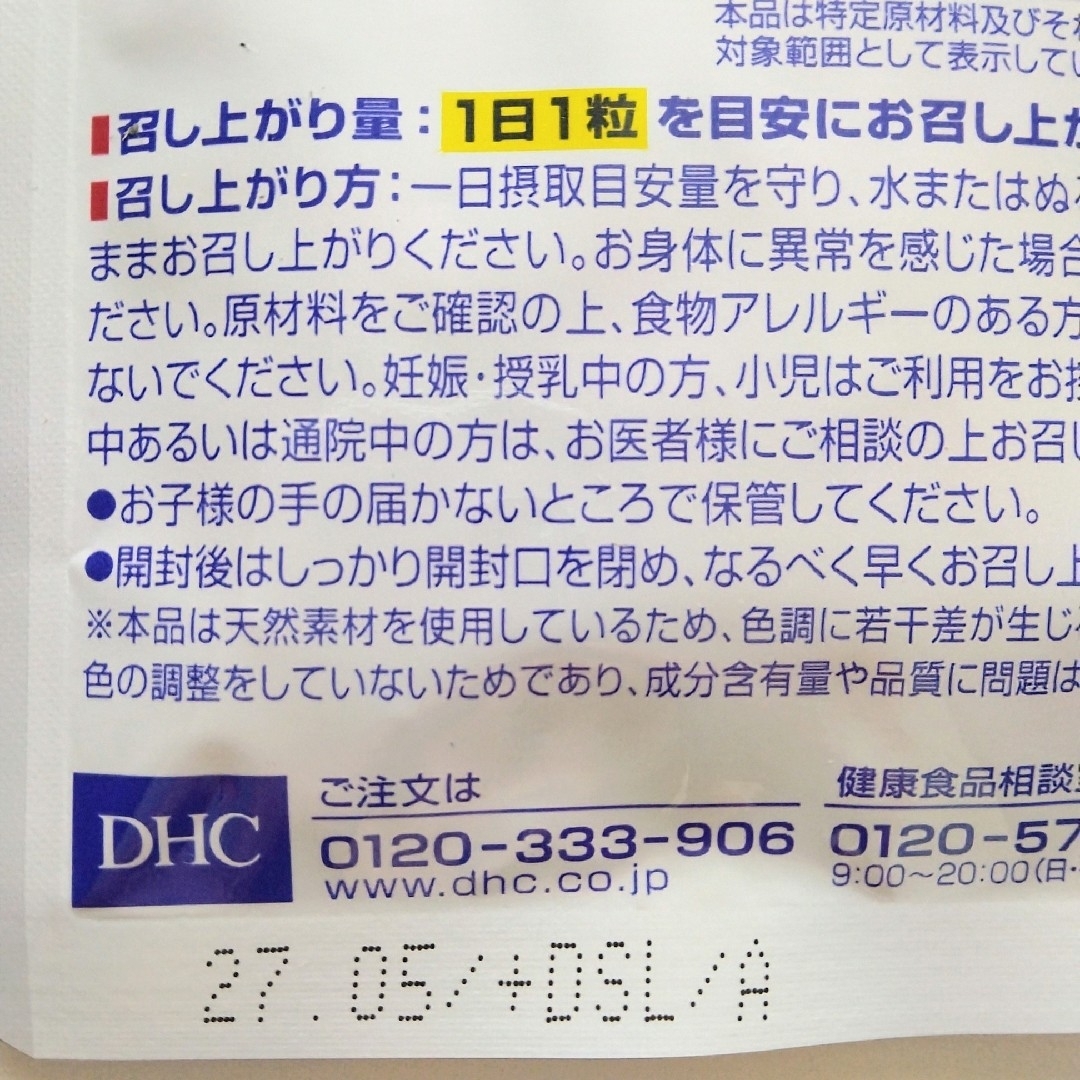 本品は特定原材料及びそ
対象範囲として表示してい
召し上がり量：1日1粒を目安にお召し上が
召し上がり方：一日摂取目安量を守り、水またはぬ
ままお召し上がりください。お身体に異常を感じた場合
ださい。原材料をご確認の上、食物アレルギーのある方
ないでください。妊娠・授乳中の方、小児はご利用をお
中あるいは通院中の方は、お医者様にご相談の上お召し
●お子様の手の届かないところで保管してください。
●開封後はしっかり開封口を閉め、なるべく早くお召し上
※本品は天然素材を使用しているため、色調に若干差が生じ
色の調整をしていないためであり、成分含有量や品質に問題は
DHC
ご注文は
0120-333-906
www.dhc.co.jp
健康食品相談
0120-57
9:00～20:00(日・
27.05/+DSL/A